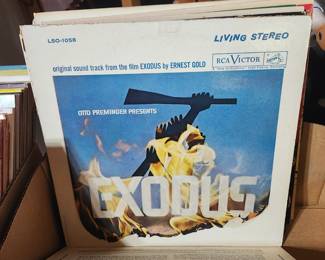 LSO-1058
LIVING STEREO
original sound track from the film EXODUS by ERNEST GOLD
RCA VICTOR
OTTO PREMINGER PRESENTS
EXODUS